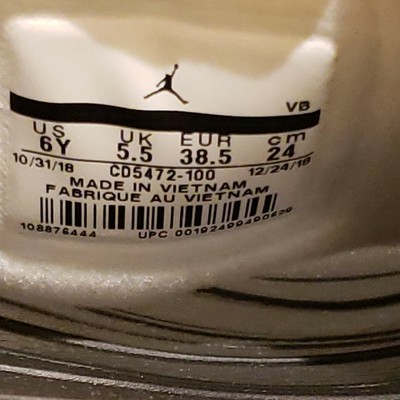 VB
US UK EUR cm
6Y 5.5 38.5 24
10/31/18 CD5472-100 12/24/18
MADE IN VIETNAM
FABRIQUE AU VIETNAM
108876444 UPC